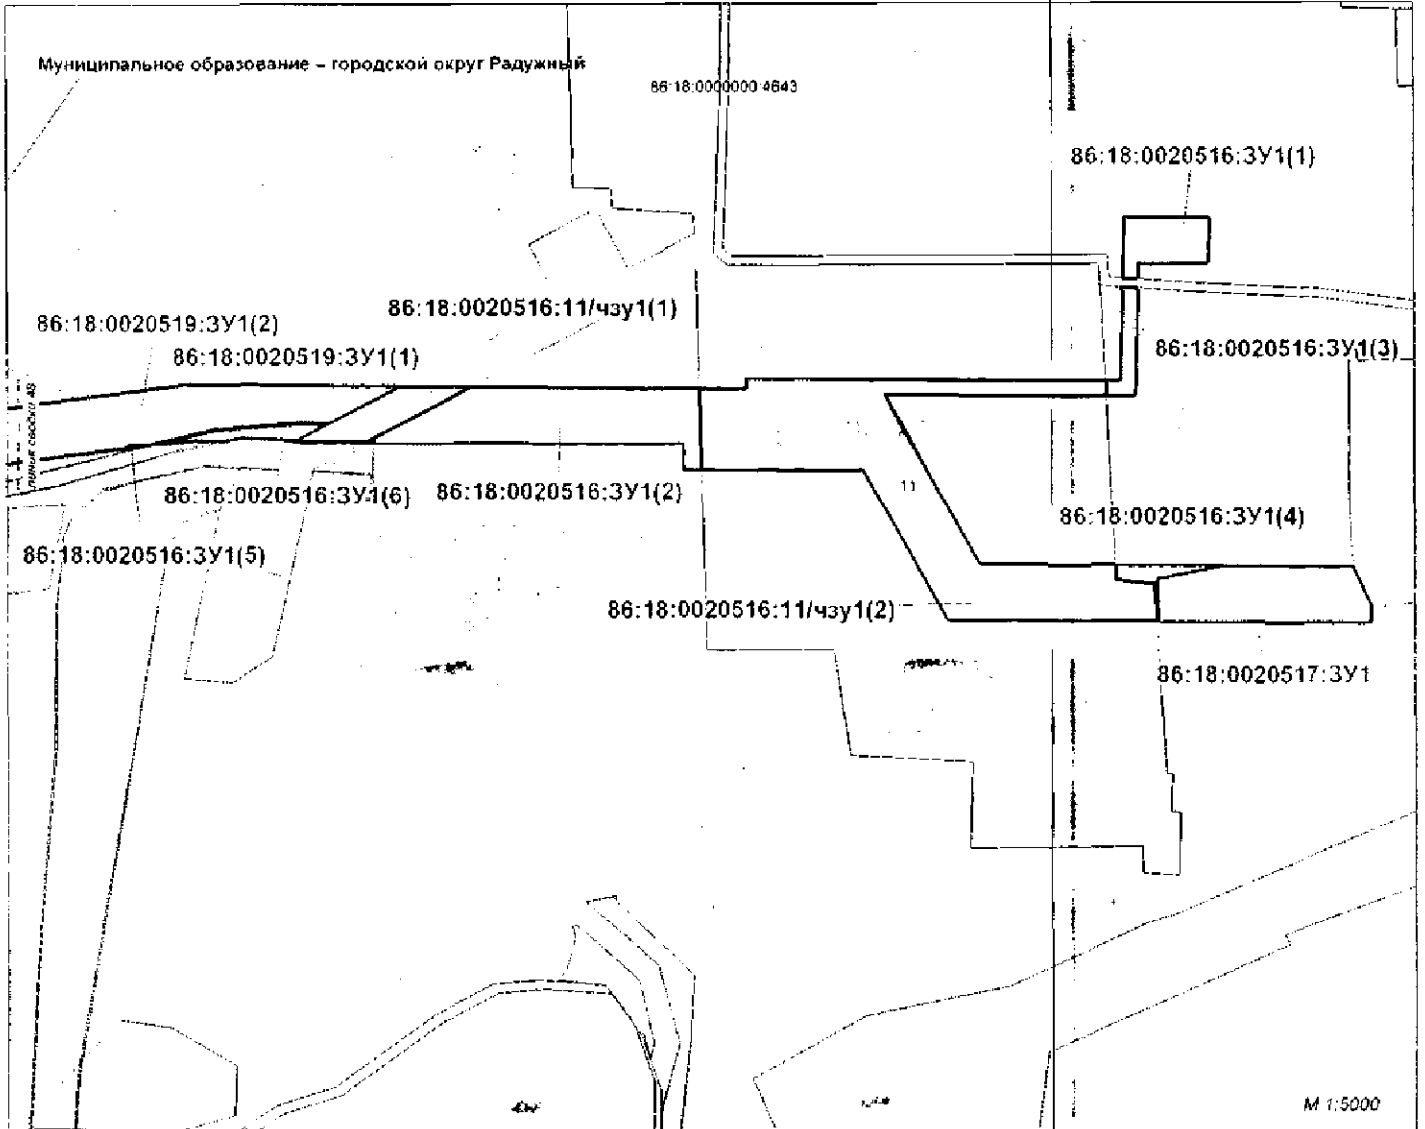 Муниципальное образование – городской округ Радужный
86:18:0000000:4643
86:18:0020516:ЗУ1(1)
86:18:0020516:11/чзу1(1)
86:18:0020519:ЗУ1(2)
86:18:0020519:ЗУ1(1)
86:18:0020516:ЗУ1(3)
линия сводки 48
86:18:0020516:ЗУ1(6)
86:18:0020516:ЗУ1(2)
11
86:18:0020516:ЗУ1(4)
86:18:0020516:ЗУ1(5)
86:18:0020516:11/чзу1(2)
86:18:0020517:ЗУ1
М 1:5000